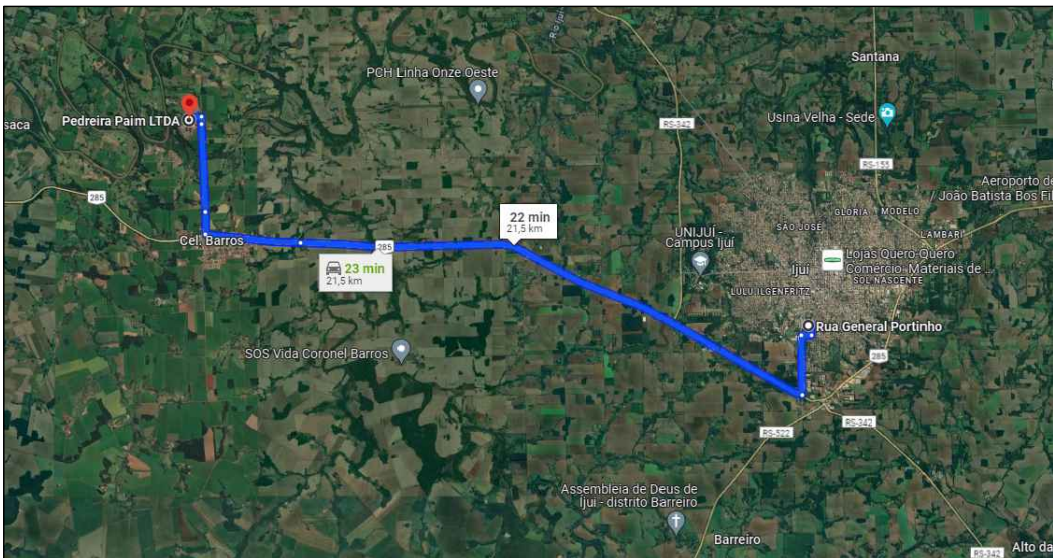 Santana
PCH Linha Onze Oeste
Pedreira Paim LTDA
saca
Usina Velha - Sede
RS-342
RS-155
Aeroporto de
João Batista Bos Fil
285
GLORIA
MODELO
SÃO JOSÉ
22 min
21,5 km
UNIJUÍ -
Campus Ijuí
LAMBARI
Cel. Barros
285
Lojas Quero-Quero
Comercio Materiais de ...
Ijuí
23 min
21,5 km
SOL NASCENTE
LULU ILGENFRITZ
Rua General Portinho
SOS Vida Coronel Barros
285
RS-342
RS-522
Assembleia de Deus de
Ijui - distrito Barreiro
Barreiro
RS-342
Alto da